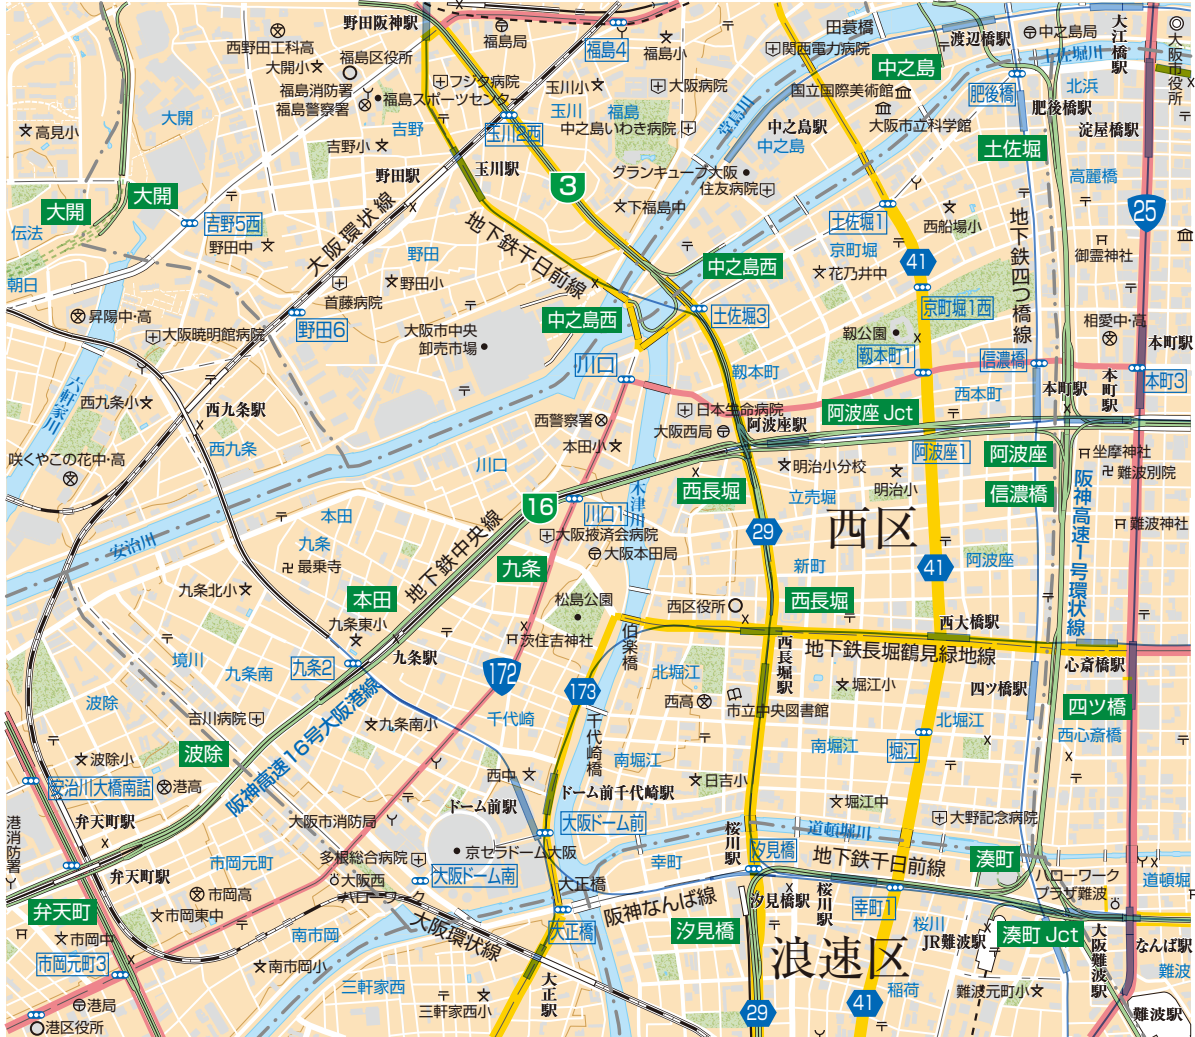 野田阪神駅
福島局
西野田工科高
大開小
福島区役所
福島4
福島小
田蓑橋
関西電力病院
渡辺橋駅
中之島局
土佐堀川
大江橋駅
大阪市役所
フジタ病院
玉川小
大阪病院
中之島
福島消防署
福島警察署
福島スポーツセンター
玉川
福島
国立国際美術館
肥後橋
北浜
高見小
大開
吉野
玉川2西
中之島いわき病院
堂島川
中之島駅
中之島
大阪市立科学館
肥後橋駅
淀屋橋駅
吉野小
土佐堀
野田駅
玉川駅
グランキューブ大阪
住友病院
高麗橋
大開
大開
3
下福島中
土佐堀1
西船場小
25
伝法
吉野5西
野田中
大阪環状線
地下鉄千日前線
京町堀
地下鉄四つ橋線
御霊神社
野田
中之島西
41
朝日
野田小
花乃井中
首藤病院
昇陽中・高
大阪暁明館病院
野田6
大阪市中央
卸売市場
中之島西
土佐堀3
京町堀1西
相愛中・高
靱公園
靱本町1
信濃橋
本町駅
川口
靱本町
西本町
本町駅
本町駅
本町3
六軒家川
西九条小
西九条駅
日本生命病院
阿波座 Jct
西警察署
大阪西局
阿波座駅
本田小
西九条
阿波座1
阿波座
坐摩神社
咲くやこの花中・高
川口
明治小分校
難波別院
木津川
西長堀
明治小
信濃橋
16
立売堀
川口1
西区
難波神社
本田
安治川
大阪掖済会病院
29
九条
大阪本田局
地下鉄中央線
阪神高速1号環状線
最乗寺
九条
新町
41
阿波座
九条北小
本田
松島公園
西区役所
西長堀
九条東小
西大橋駅
茨住吉神社
伯楽橋
境川
九条2
九条駅
地下鉄長堀鶴見緑地線
心斎橋駅
九条南
172
173
北堀江
西長堀駅
堀江小
四ツ橋駅
波除
西高
市立中央図書館
四ツ橋
吉川病院
千代崎
北堀江
九条南小
千代崎橋
堀江
西心斎橋
波除
南堀江
南堀江
波除小
阪神高速16号大阪港線
西中
日吉小
安治川大橋南詰
港高
ドーム前千代崎駅
堀江中
ドーム前駅
弁天町駅
大阪市消防局
大阪ドーム前
大野記念病院
港消防署
道頓堀川
桜川駅
汐見橋
地下鉄千日前線
湊町
市岡元町
多根総合病院
京セラドーム大阪
幸町
弁天町駅
大阪西
ハローワーク
大阪ドーム南
大正橋
ハローワーク
プラザ難波
道頓堀
市岡高
阪神なんば線
汐見橋駅
桜川駅
幸町1
弁天町
市岡東中
大正橋
汐見橋
桜川
湊町 Jct
大阪環状線
南市岡
市岡中
浪速区
JR難波駅
大阪難波駅
なんば駅
市岡元町3
南市岡小
難波
三軒家西
大正駅
稲荷
難波元町小
港局
三軒家西小
29
41
難波駅
港区役所